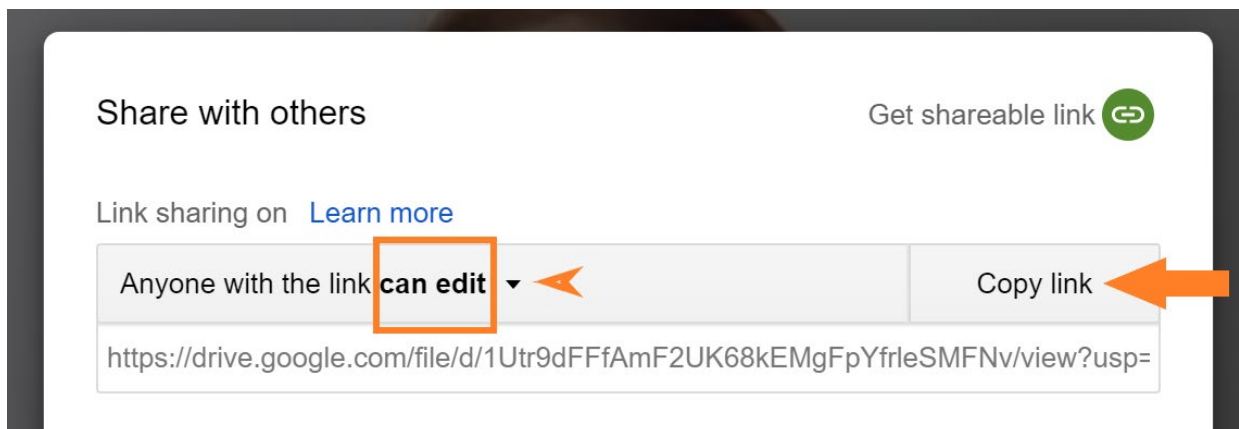 Share with others
Get shareable link
Link sharing on Learn more
Anyone with the link can edit
Copy link
https://drive.google.com/file/d/1Utr9dFFfAmF2UK68kEMgFpYfrleSMFNv/view?usp=